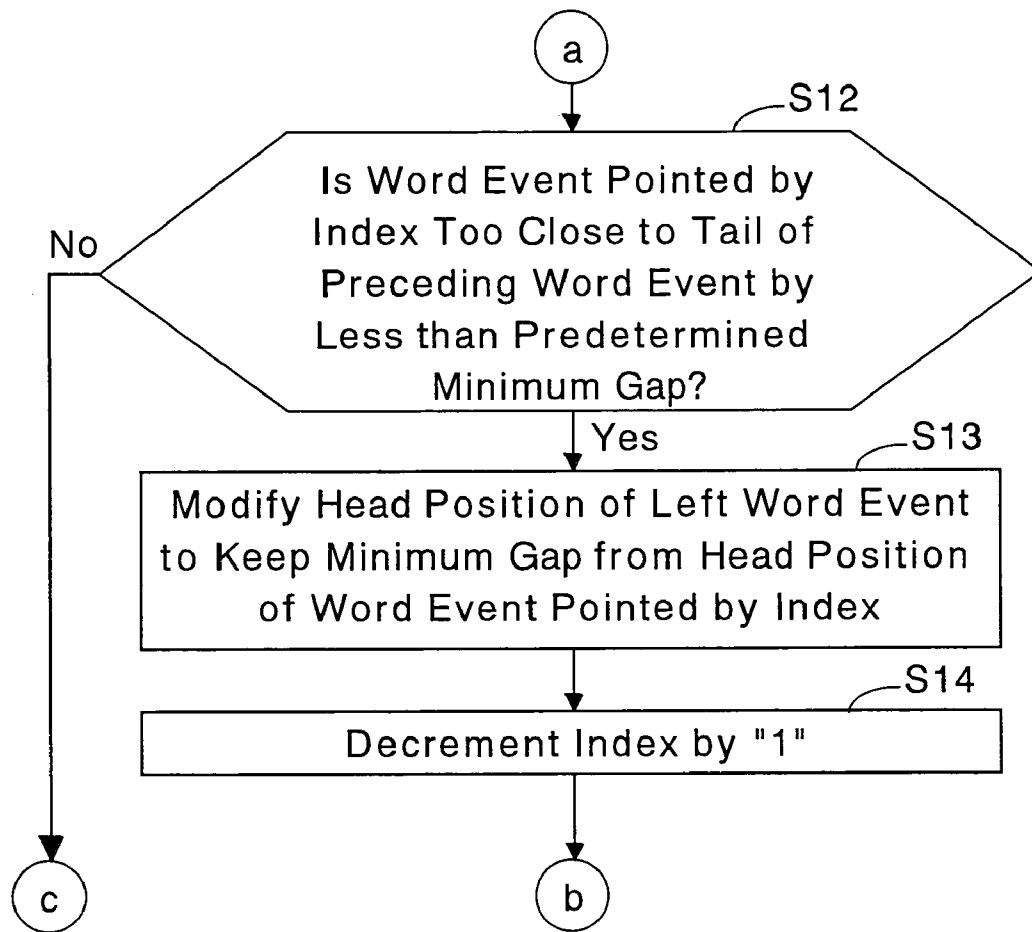 a
S12
Is Word Event Pointed by
Index Too Close to Tail of
Preceding Word Event by
Less than Predetermined
Minimum Gap?
No
Yes
S13
Modify Head Position of Left Word Event
to Keep Minimum Gap from Head Position
of Word Event Pointed by Index
S14
Decrement Index by "1"
c
b